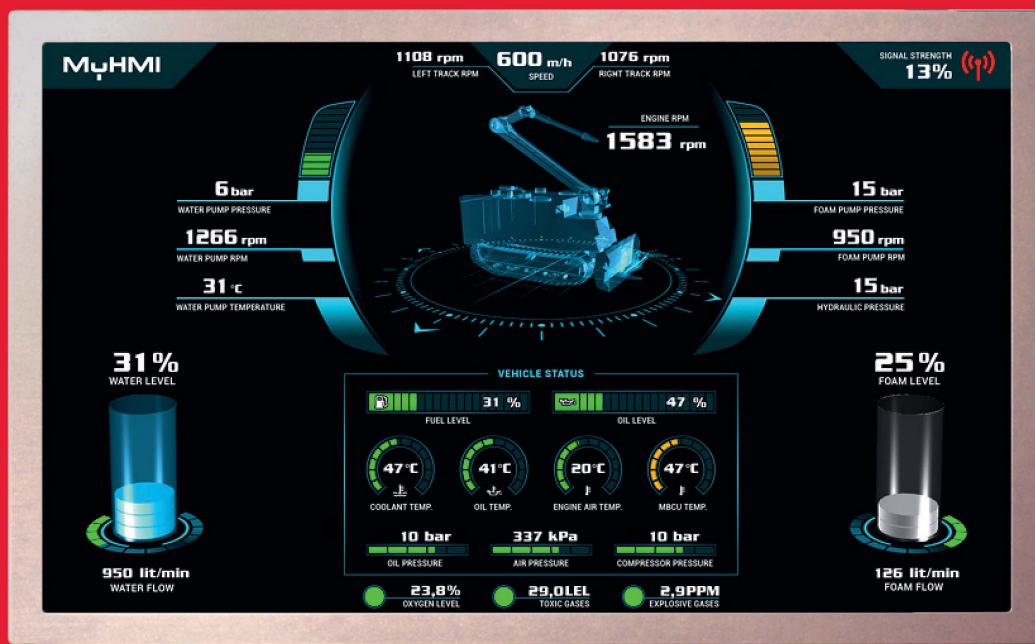 MyHMI
1108 rpm
LEFT TRACK RPM
600 m/h
SPEED
1076 rpm
RIGHT TRACK RPM
SIGNAL STRENGTH
13%
ENGINE RPM
1583 rpm
6 bar
WATER PUMP PRESSURE
1266 rpm
WATER PUMP RPM
31 °C
WATER PUMP TEMPERATURE
15 bar
FOAM PUMP PRESSURE
950 rpm
FOAM PUMP RPM
15 bar
HYDRAULIC PRESSURE
31%
WATER LEVEL
950 lit/min
WATER FLOW
VEHICLE STATUS
31 %
FUEL LEVEL
47 %
OIL LEVEL
47°C
COOLANT TEMP.
41°C
OIL TEMP.
20°C
ENGINE AIR TEMP.
47°C
MBCU TEMP.
10 bar
OIL PRESSURE
337 kPa
AIR PRESSURE
10 bar
COMPRESSOR PRESSURE
23,8%
OXYGEN LEVEL
29,0LEL
TOXIC GASES
2,9PPM
EXPLOSIVE GASES
25%
FOAM LEVEL
126 lit/min
FOAM FLOW